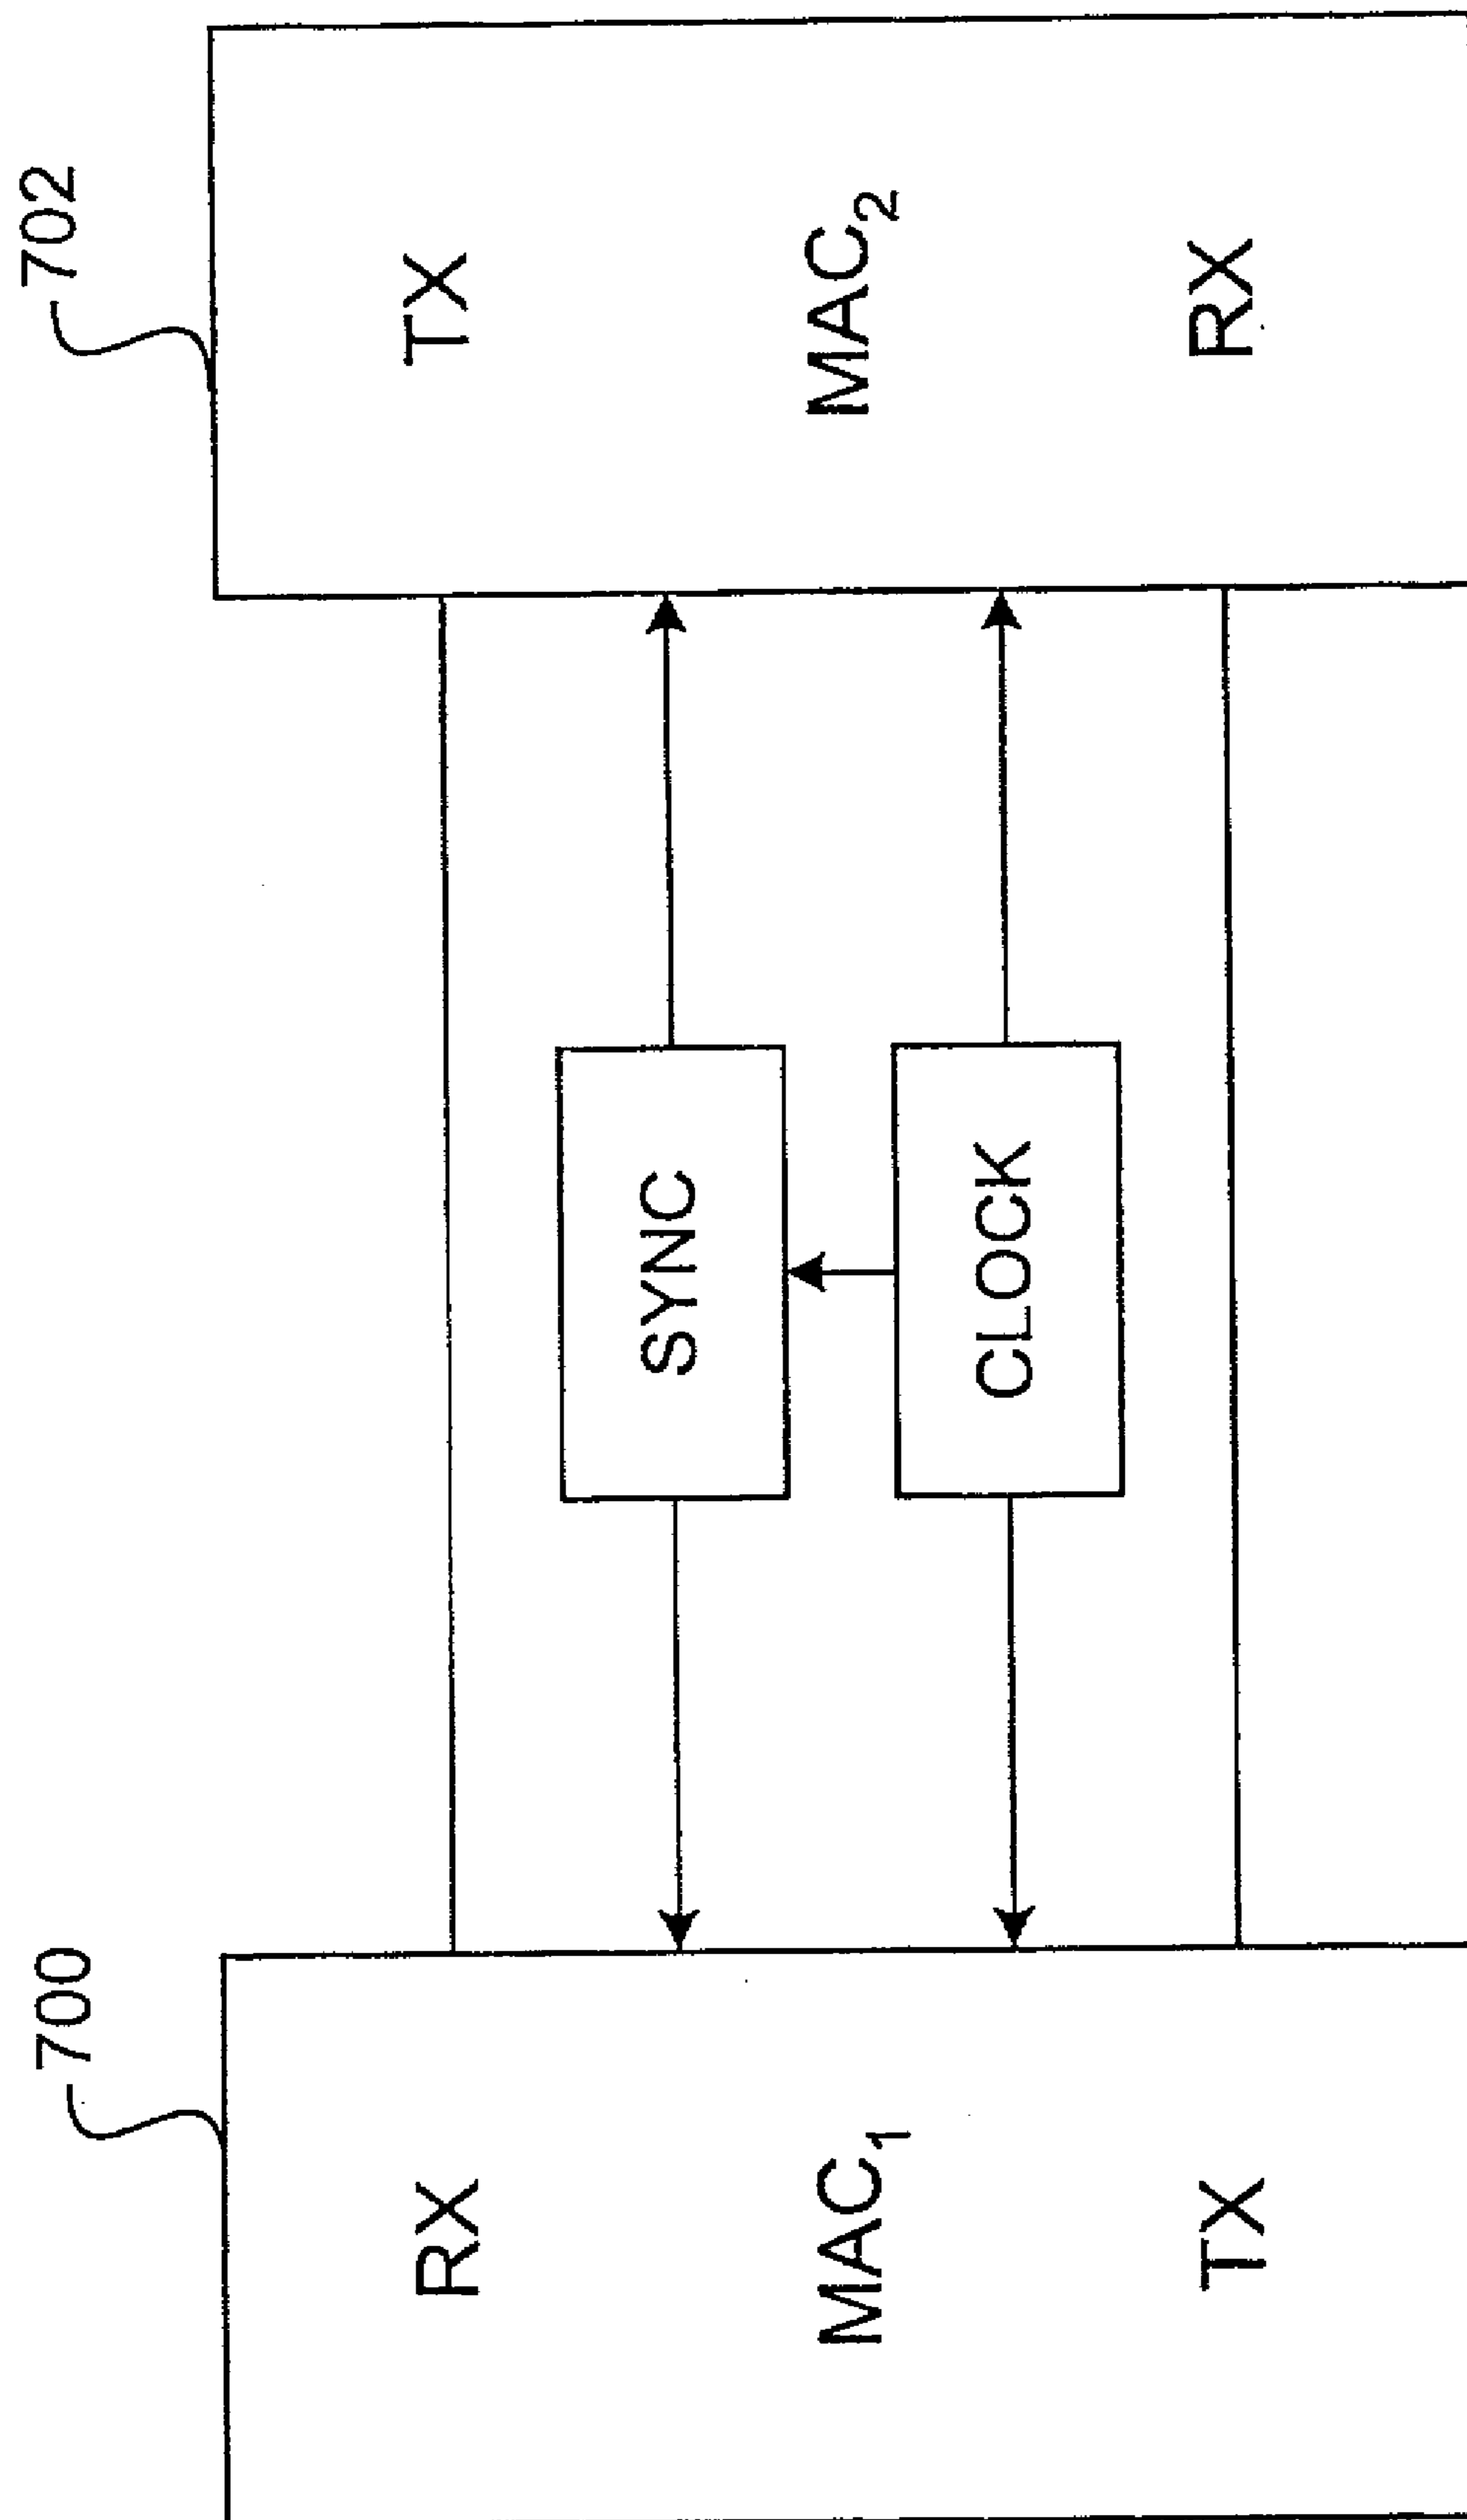 700
702
RX
TX
SYNC
MAC₁
MAC₂
CLOCK
TX
RX